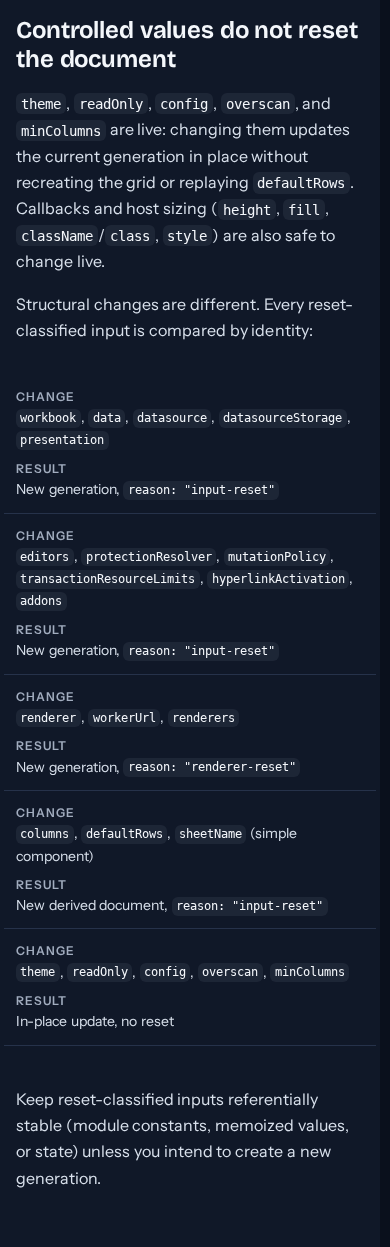 Controlled values do not reset
the document
theme, readOnly, config, overscan, and
minColumns are live: changing them updates
the current generation in place without
recreating the grid or replaying defaultRows.
Callbacks and host sizing (height, fill,
className/class, style) are also safe to
change live.
Structural changes are different. Every reset-
classified input is compared by identity:
CHANGE
workbook, data, datasource, datasourceStorage,
presentation
RESULT
New generation, reason: "input-reset"
CHANGE
editors, protectionResolver, mutationPolicy,
transactionResourceLimits, hyperlinkActivation,
addons
RESULT
New generation, reason: "input-reset"
CHANGE
renderer, workerUrl, renderers
RESULT
New generation, reason: "renderer-reset"
CHANGE
columns, defaultRows, sheetName (simple
component)
RESULT
New derived document, reason: "input-reset"
CHANGE
theme, readOnly, config, overscan, minColumns
RESULT
In-place update, no reset
Keep reset-classified inputs referentially
stable (module constants, memoized values,
or state) unless you intend to create a new
generation.